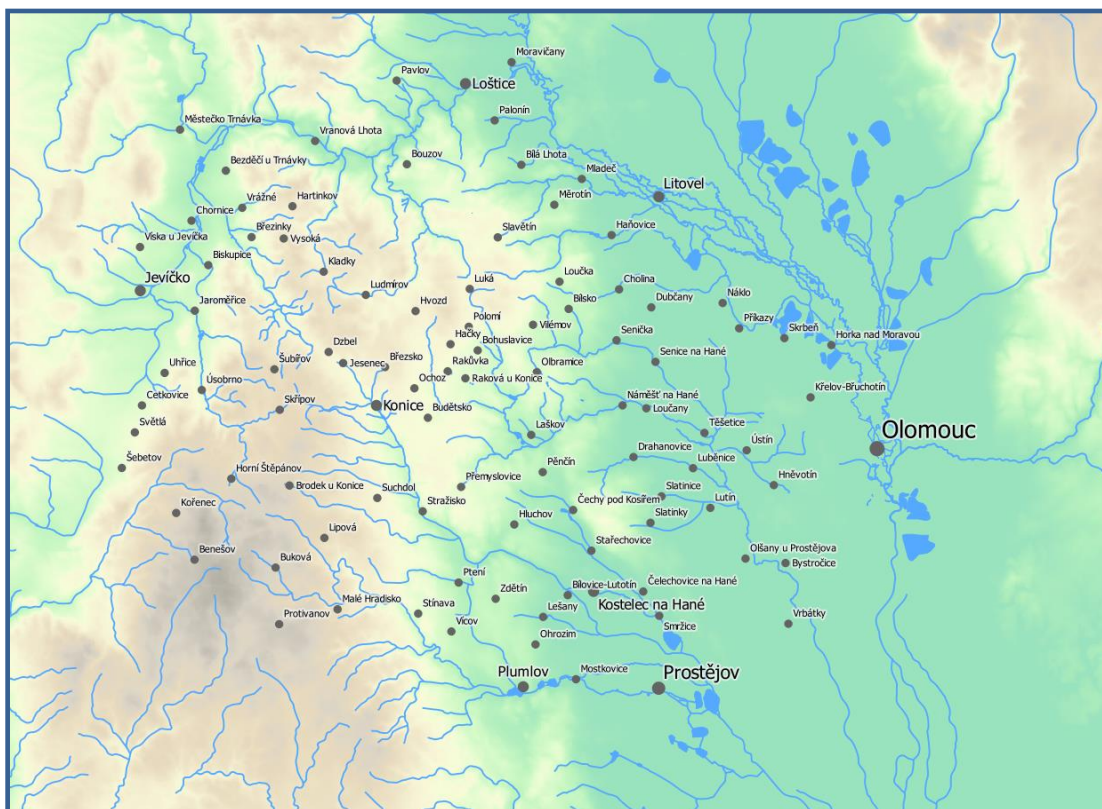 Moravičany
Pavlov
Loštice
Palonín
Městečko Trnávka
Vranová Lhota
Bouzov
Bílá Lhota
Bezděčí u Trnávky
Mladeč
Litovel
Měrotín
Vrážné
Hartinkov
Chornice
Slavětín
Haňovice
Víska u Jevíčka
Březinky
Vysoká
Biskupice
Kladky
Jevíčko
Ludmírov
Luká
Loučka
Cholina
Jaroměřice
Hvozd
Bílsko
Dubčany
Náklo
Polomí
Vilémov
Příkazy
Skrbeň
Horka nad Moravou
Hačky
Bohuslavice
Senička
Dzbel
Jesenec
Březsko
Rakůvka
Olbramice
Senice na Hané
Uhřice
Šubířov
Ochoz
Raková u Konice
Úsobrno
Cetkovice
Skřípov
Konice
Budětsko
Náměšť na Hané
Loučany
Křelov-Břuchotín
Světlá
Laškov
Těšetice
Ústín
Olomouc
Šebetov
Drahanovice
Luběnice
Horní Štěpánov
Pěnčín
Brodek u Konice
Suchdol
Přemyslovice
Slatinice
Hněvotín
Kořenec
Stražisko
Hluchov
Čechy pod Kosířem
Slatinky
Lutín
Lipová
Stařechovice
Benešov
Buková
Olšany u Prostějova
Bystročice
Ptení
Zdětín
Bílovice-Lutotín
Čelechovice na Hané
Malé Hradisko
Stínava
Lešany
Kostelec na Hané
Protivanov
Vícov
Smržice
Vrbátky
Ohrozim
Plumlov
Mostkovice
Prostějov